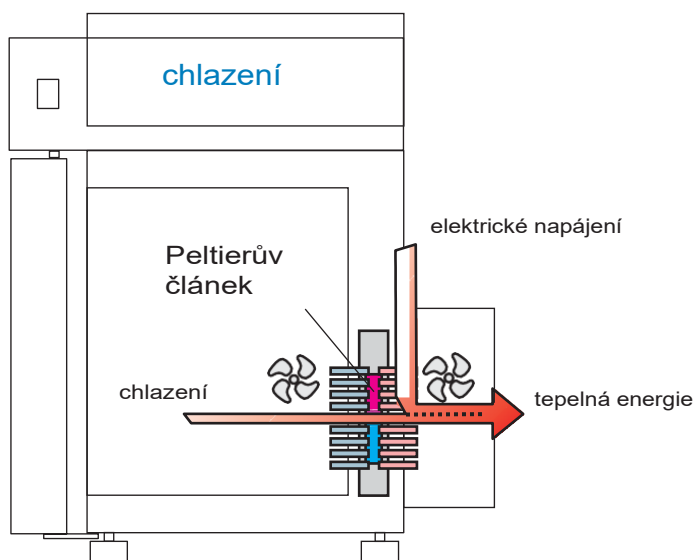 chlazení
elektrické napájení
Peltierův
článek
chlazení
tepelná energie